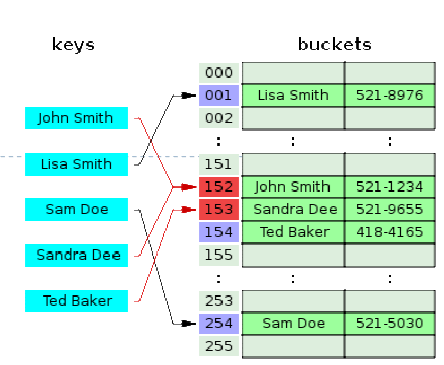 keys
buckets
000
001 Lisa Smith 521-8976
John Smith
002
: : :
Lisa Smith
151
152 John Smith 521-1234
Sam Doe
153 Sandra Dee 521-9655
154 Ted Baker 418-4165
Sandra Dee
155
: : :
Ted Baker
253
254 Sam Doe 521-5030
255